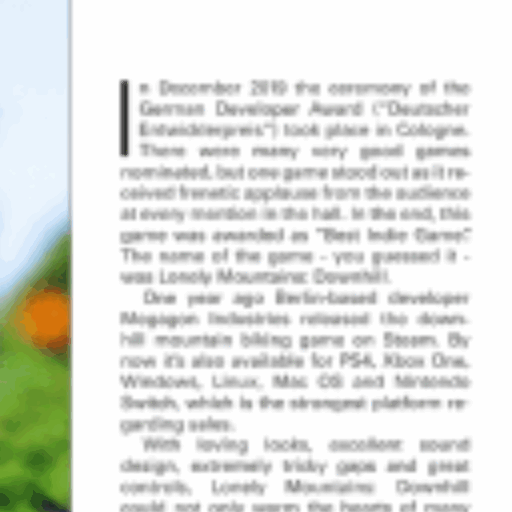 In December 2019 the ceremony of the
German Developer Award ("Deutscher
Entwicklerpreis") took place in Cologne.
There were many very good games
nominated, but one game stood out as it re-
ceived frenetic applause from the audience
at every mention in the hall. In the end, this
game was awarded as "Best Indie Game."
The name of the game - you guessed it -
was Lonely Mountains: Downhill.
One year ago Berlin-based developer
Megagon Industries released the down-
hill mountain biking game on Steam. By
now it's also available for PS4, Xbox One,
Windows, Linux, Mac OS and Nintendo
Switch, which is the strongest platform re-
garding sales.
With loving looks, excellent sound
design, extremely tricky gaps and great
controls, Lonely Mountains: Downhill
could not only warm the hearts of many